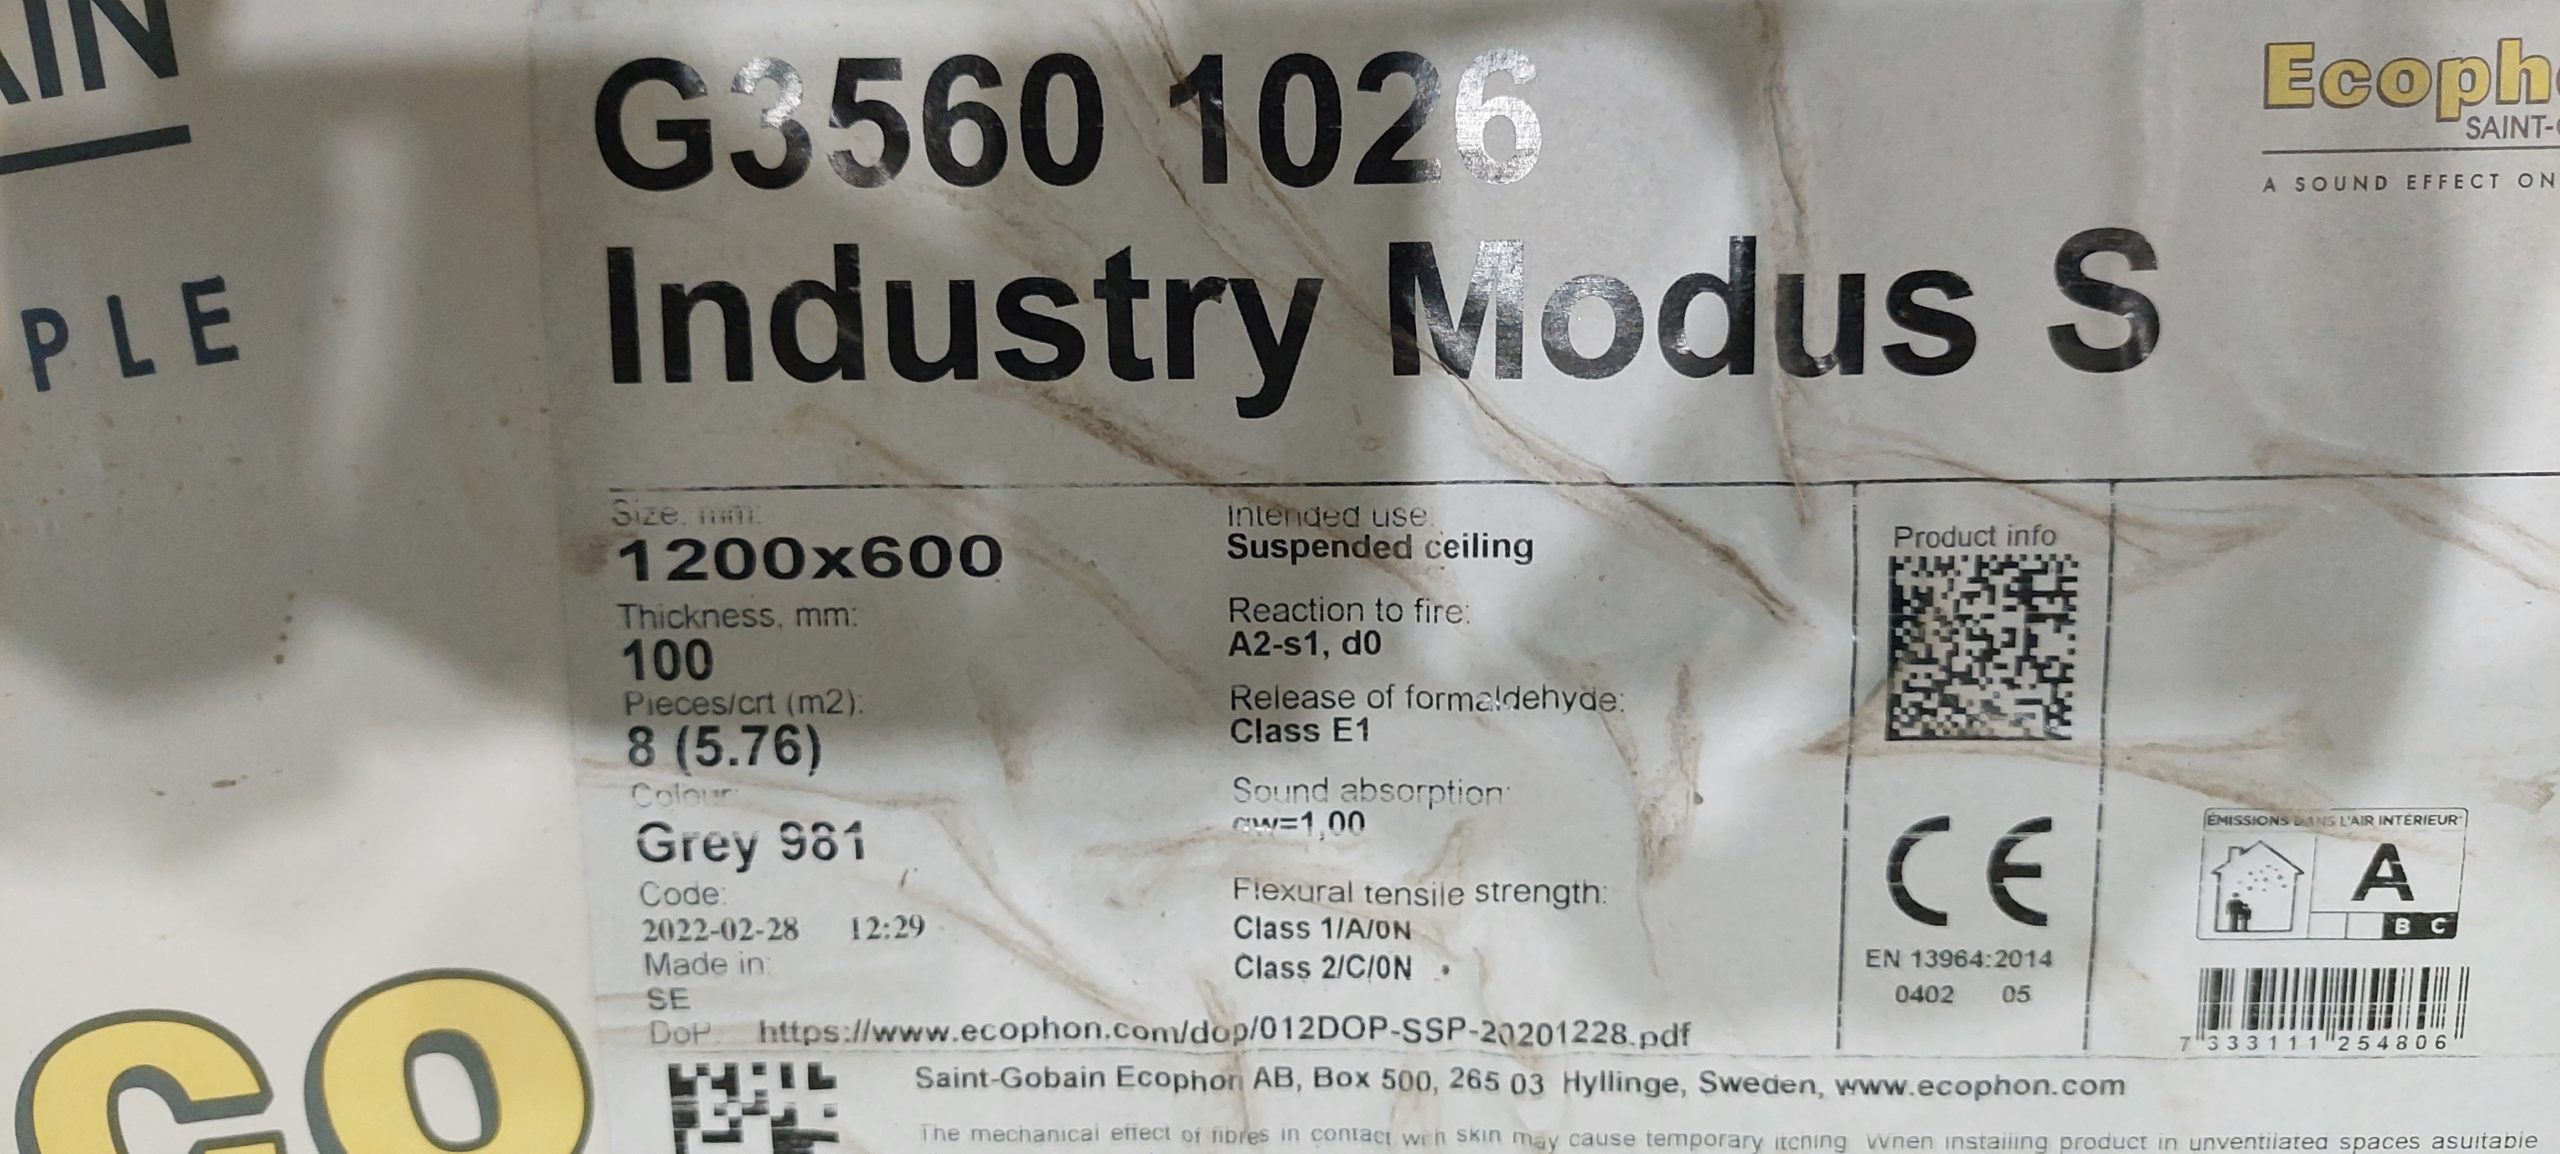 AIN
PLE
G3560 1026
Industry Modus S
Ecopho
SAINT-G
A SOUND EFFECT ON
Size, mm:
1200x600
Thickness, mm:
100
Pieces/crt (m2):
8 (5.76)
Colour:
Grey 981
Code:
2022-02-28 12:29
Made in:
SE
DoP: https://www.ecophon.com/dop/012DOP-SSP-20201228.pdf
Intended use:
Suspended ceiling
Reaction to fire:
A2-s1, d0
Release of formaldehyde:
Class E1
Sound absorption:
αw=1,00
Flexural tensile strength:
Class 1/A/0N
Class 2/C/0N
Product info
CE
EN 13964:2014
0402 05
ÉMISSIONS DANS L'AIR INTÉRIEUR*
A
B C
7 333111 254806
Saint-Gobain Ecophon AB, Box 500, 265 03 Hyllinge, Sweden, www.ecophon.com
The mechanical effect of fibres in contact with skin may cause temporary itching When installing product in unventilated spaces asuitable
CO